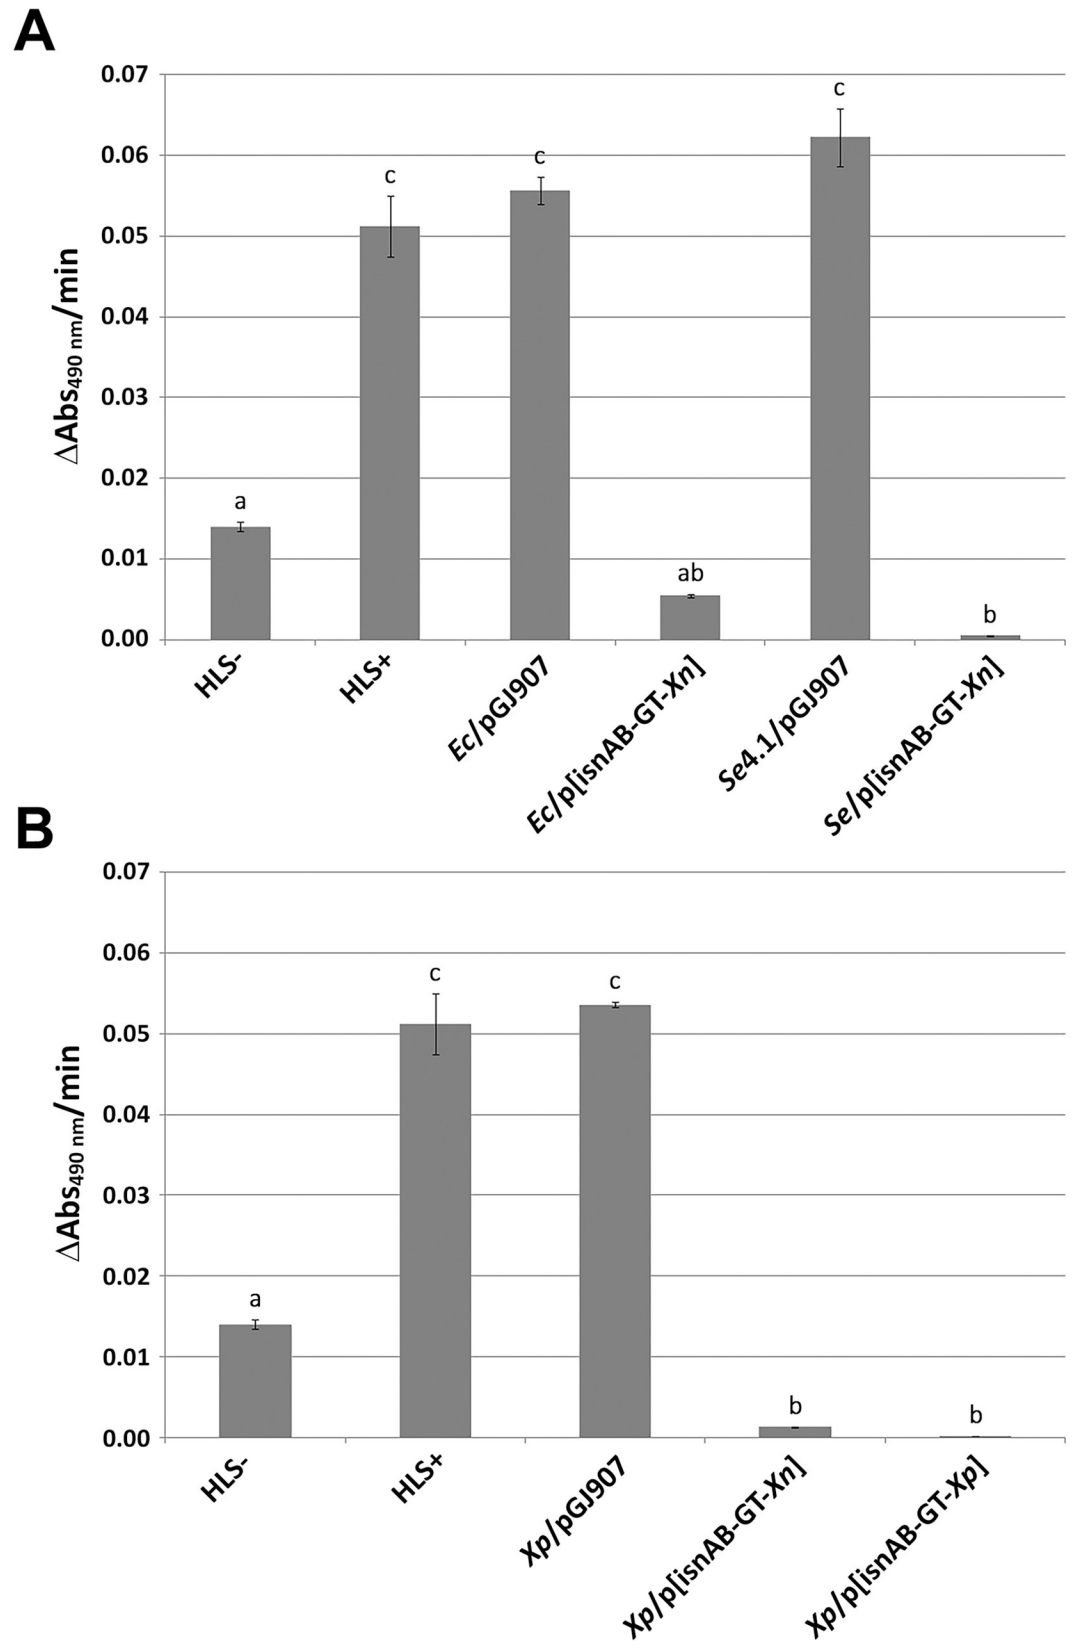 A
0.07
0.06
0.05
0.04
0.03
0.02
0.01
0.00
ΔAbs490 nm/min
a
c
c
ab
c
b
HLS-
HLS+
Ec/pGJ907
Ec/p[isnAB-GT-Xn]
Se4.1/pGJ907
Se/p[isnAB-GT-Xn]
B
0.07
0.06
0.05
0.04
0.03
0.02
0.01
0.00
ΔAbs490 nm/min
a
c
c
b
b
HLS-
HLS+
Xp/pGJ907
Xp/p[isnAB-GT-Xn]
Xp/p[isnAB-GT-Xp]